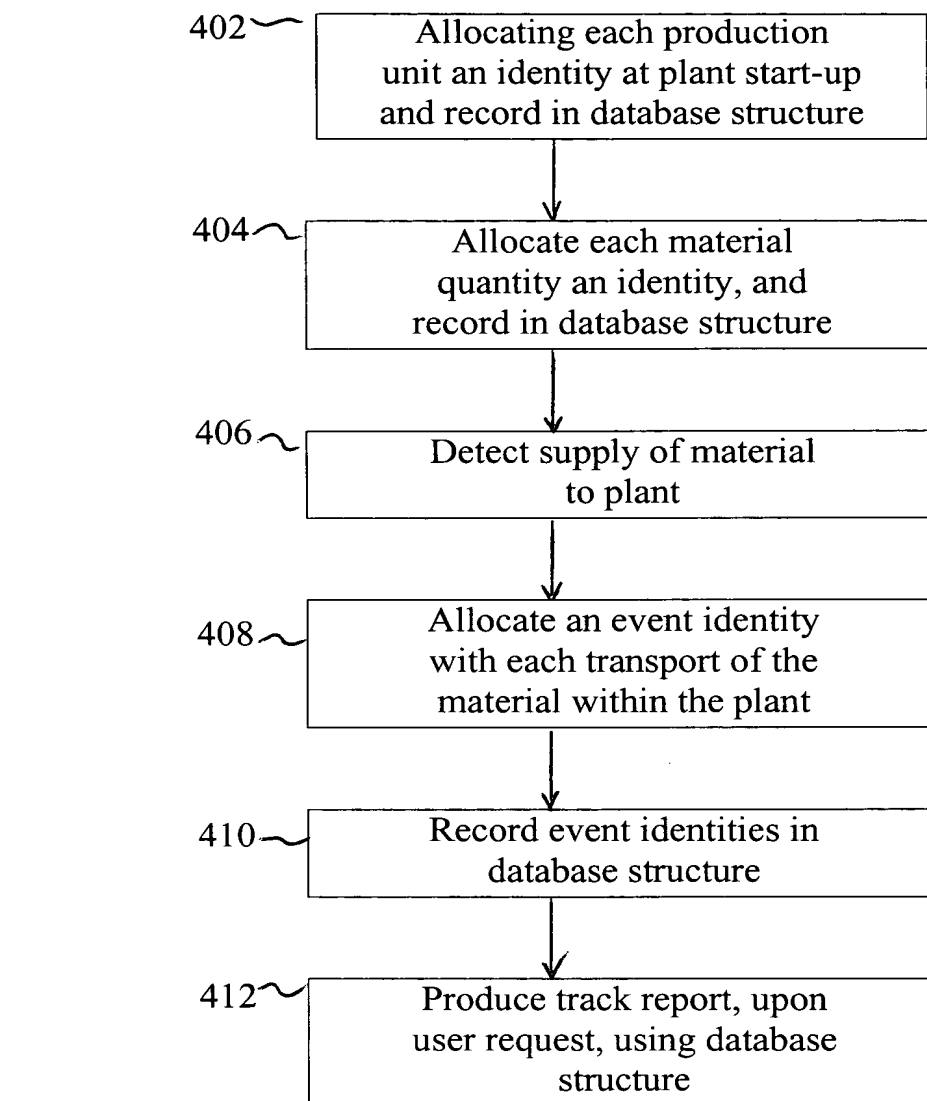 402
Allocating each production
unit an identity at plant start-up
and record in database structure
404
Allocate each material
quantity an identity, and
record in database structure
406
Detect supply of material
to plant
408
Allocate an event identity
with each transport of the
material within the plant
410
Record event identities in
database structure
412
Produce track report, upon
user request, using database
structure